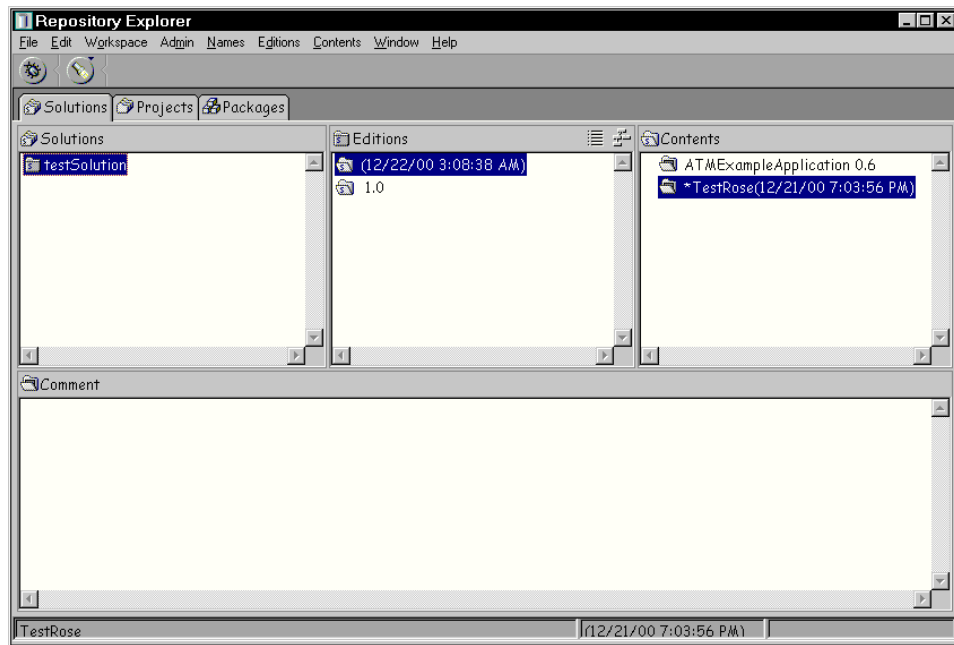 Repository Explorer
File Edit Workspace Admin Names Editions Contents Window Help
Solutions Projects Packages
Solutions Editions Contents
testSolution (12/22/00 3:08:38 AM) ATMExampleApplication 0.6
1.0 *TestRose(12/21/00 7:03:56 PM)
Comment
TestRose (12/21/00 7:03:56 PM)